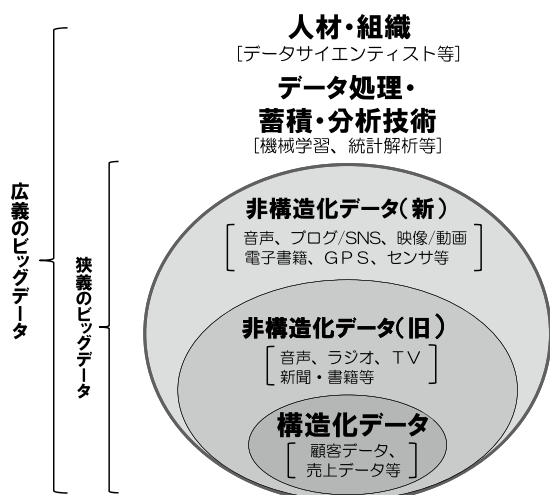 人材・組織
[データサイエンティスト等]
データ処理・
蓄積・分析技術
[機械学習、統計解析等]
広義のビッグデータ
狭義のビッグデータ
非構造化データ(新)
音声、ブログ/SNS、映像/動画
電子書籍、GPS、センサ等
非構造化データ(旧)
音声、ラジオ、TV
新聞・書籍等
構造化データ
顧客データ、
売上データ等